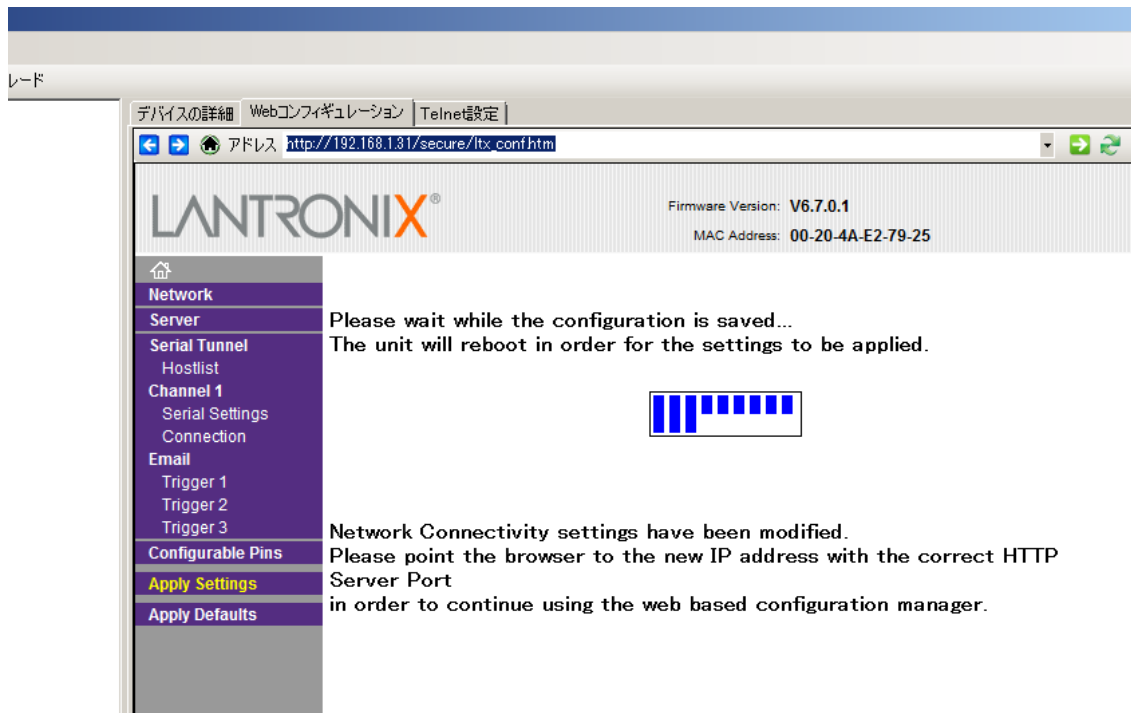 レード
デバイスの詳細 Webコンフィギュレーション Telnet設定
アドレス http://192.168.1.31/secure/ltx_conf.htm
LANTRONIX®
Firmware Version: V6.7.0.1
MAC Address: 00-20-4A-E2-79-25
Network
Server
Serial Tunnel
Hostlist
Channel 1
Serial Settings
Connection
Email
Trigger 1
Trigger 2
Trigger 3
Configurable Pins
Apply Settings
Apply Defaults
Please wait while the configuration is saved...
The unit will reboot in order for the settings to be applied.
Network Connectivity settings have been modified.
Please point the browser to the new IP address with the correct HTTP
Server Port
in order to continue using the web based configuration manager.